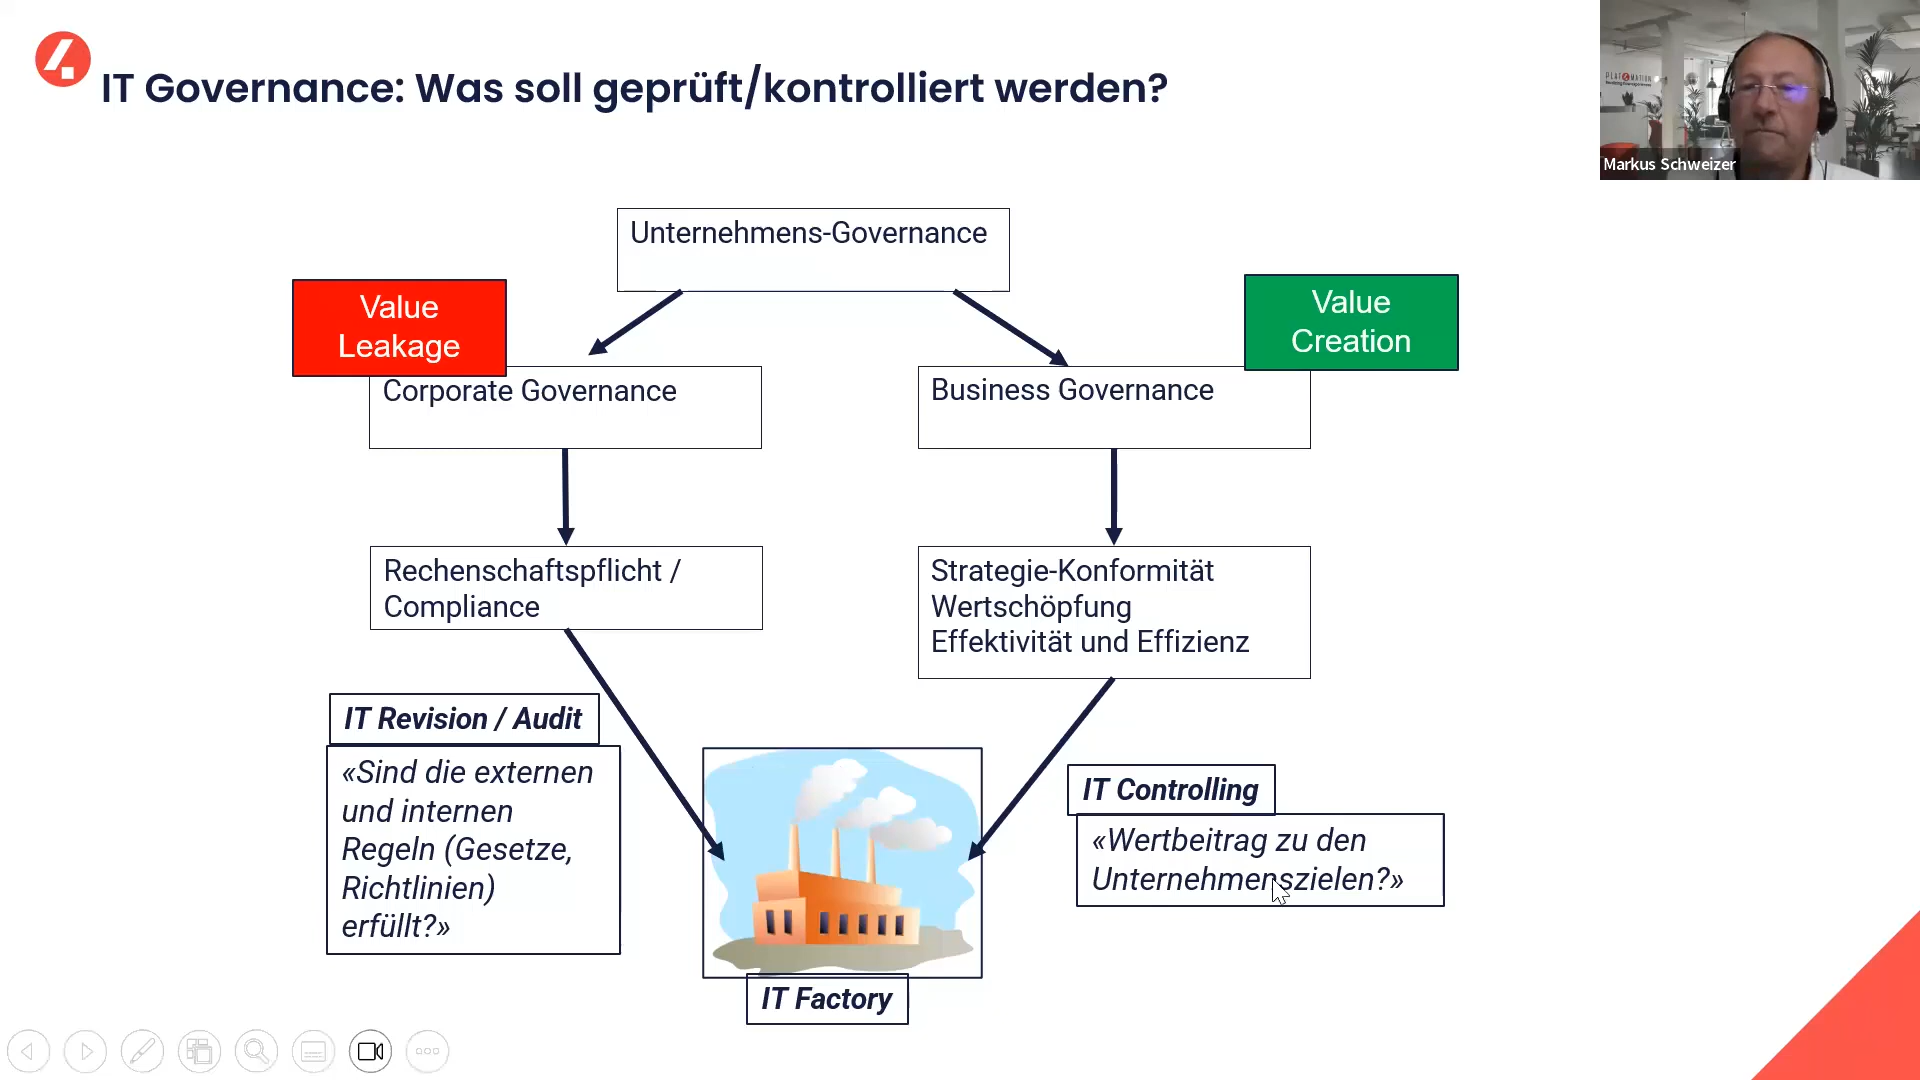 IT Governance: Was soll geprüft/kontrolliert werden?
PLAT4MATION
Markus Schweizer
Unternehmens-Governance
Value
Leakage
Value
Creation
Corporate Governance
Business Governance
Rechenschaftspflicht /
Compliance
Strategie-Konformität
Wertschöpfung
Effektivität und Effizienz
IT Revision / Audit
«Sind die externen
und internen
Regeln (Gesetze,
Richtlinien)
erfüllt?»
IT Controlling
«Wertbeitrag zu den
Unternehmenszielen?»
IT Factory